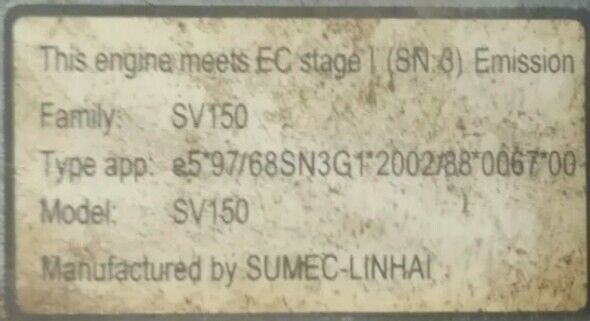 This engine meets EC stage I (SN:3) Emission
Family: SV150
Type app: e5*97/68SN3G1*2002/88*0067*00
Model: SV150
Manufactured by SUMEC-LINHAI